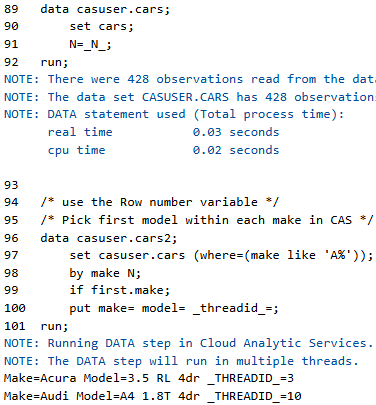 89   data casuser.cars;
90       set cars;
91       N=_N_;
92   run;
NOTE: There were 428 observations read from the
NOTE: The data set CASUSER.CARS has 428
NOTE: DATA statement used (Total process time):
      real time           0.03 seconds
      cpu time            0.02 seconds
93
94   /* use the Row number variable */
95   /* Pick first model within each make in CAS */
96   data casuser.cars2;
97       set casuser.cars (where=(make like 'A%'));
98       by make N;
99       if first.make;
100      put make= model= _threadid_=;
101  run;
NOTE: Running DATA step in Cloud Analytic Services.
NOTE: The DATA step will run in multiple threads.
Make=Acura Model=3.5 RL 4dr _THREADID_=3
Make=Audi Model=A4 1.8T 4dr _THREADID_=10